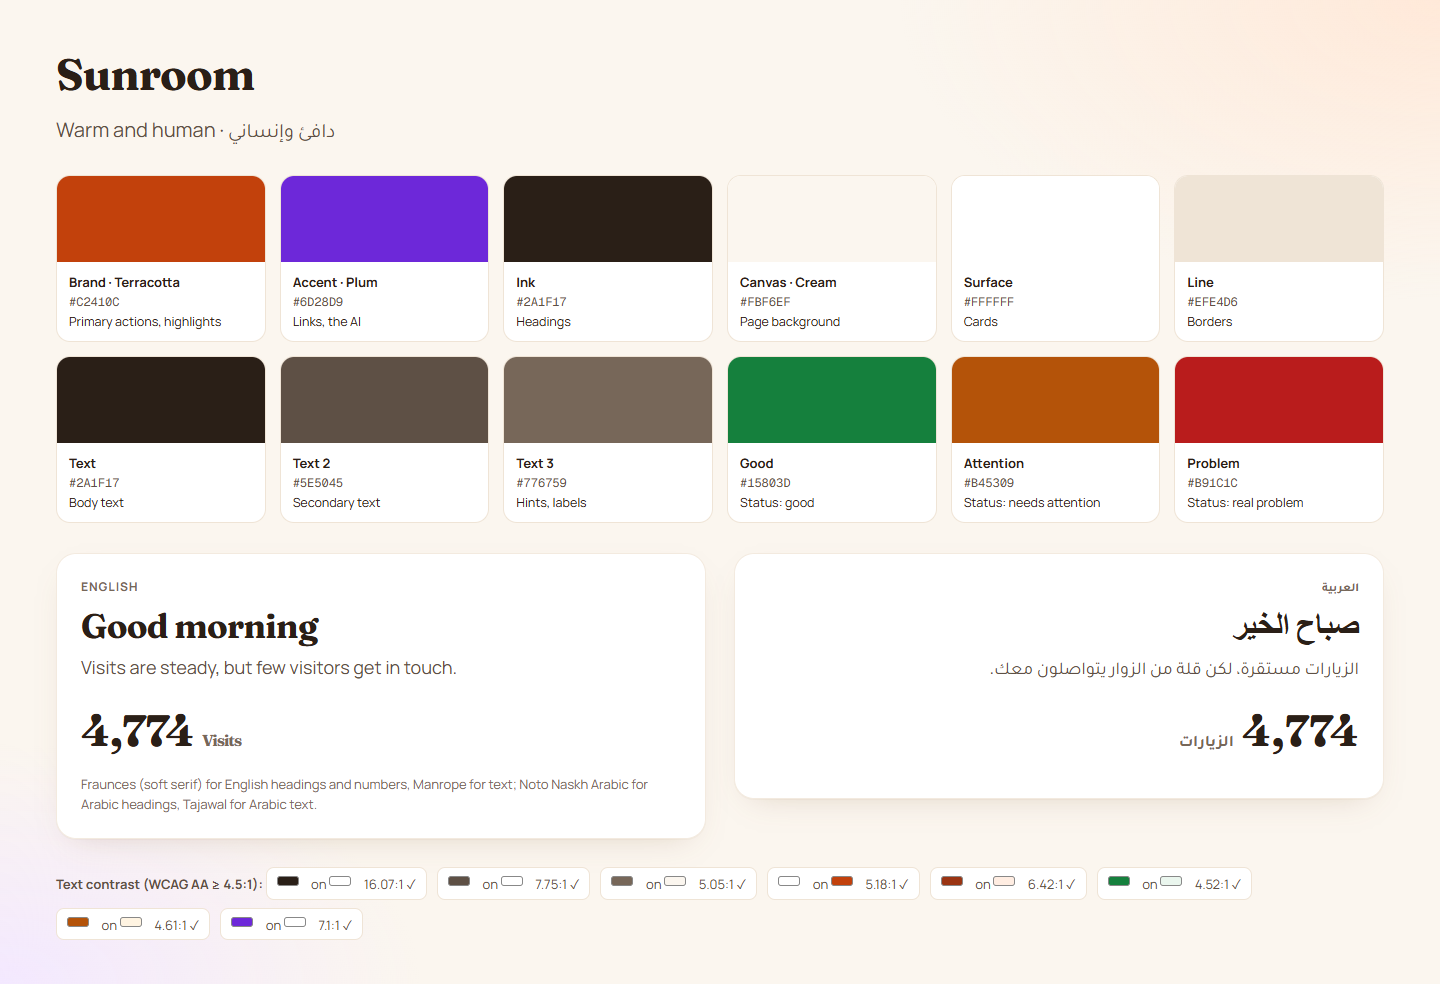 Sunroom
Warm and human · دافئ وإنساني
Brand · Terracotta
#C2410C
Primary actions, highlights
Accent · Plum
#6D28D9
Links, the AI
Ink
#2A1F17
Headings
Canvas · Cream
#FBF6EF
Page background
Surface
#FFFFFF
Cards
Line
#EFE4D6
Borders
Text
#2A1F17
Body text
Text 2
#5E5045
Secondary text
Text 3
#776759
Hints, labels
Good
#15803D
Status: good
Attention
#B45309
Status: needs attention
Problem
#B91C1C
Status: real problem
ENGLISH
Good morning
Visits are steady, but few visitors get in touch.
4,774 Visits
Fraunces (soft serif) for English headings and numbers, Manrope for text; Noto Naskh Arabic for
Arabic headings, Tajawal for Arabic text.
العربية
صباح الخير
الزيارات مستقرة، لكن قلة من الزوار يتواصلون معك.
4,774 الزيارات
Text contrast (WCAG AA ≥ 4.5:1): on 16.07:1 ✓ on 7.75:1 ✓ on 5.05:1 ✓ on 5.18:1 ✓ on 6.42:1 ✓ on 4.52:1 ✓
on 4.61:1 ✓ on 7.1:1 ✓